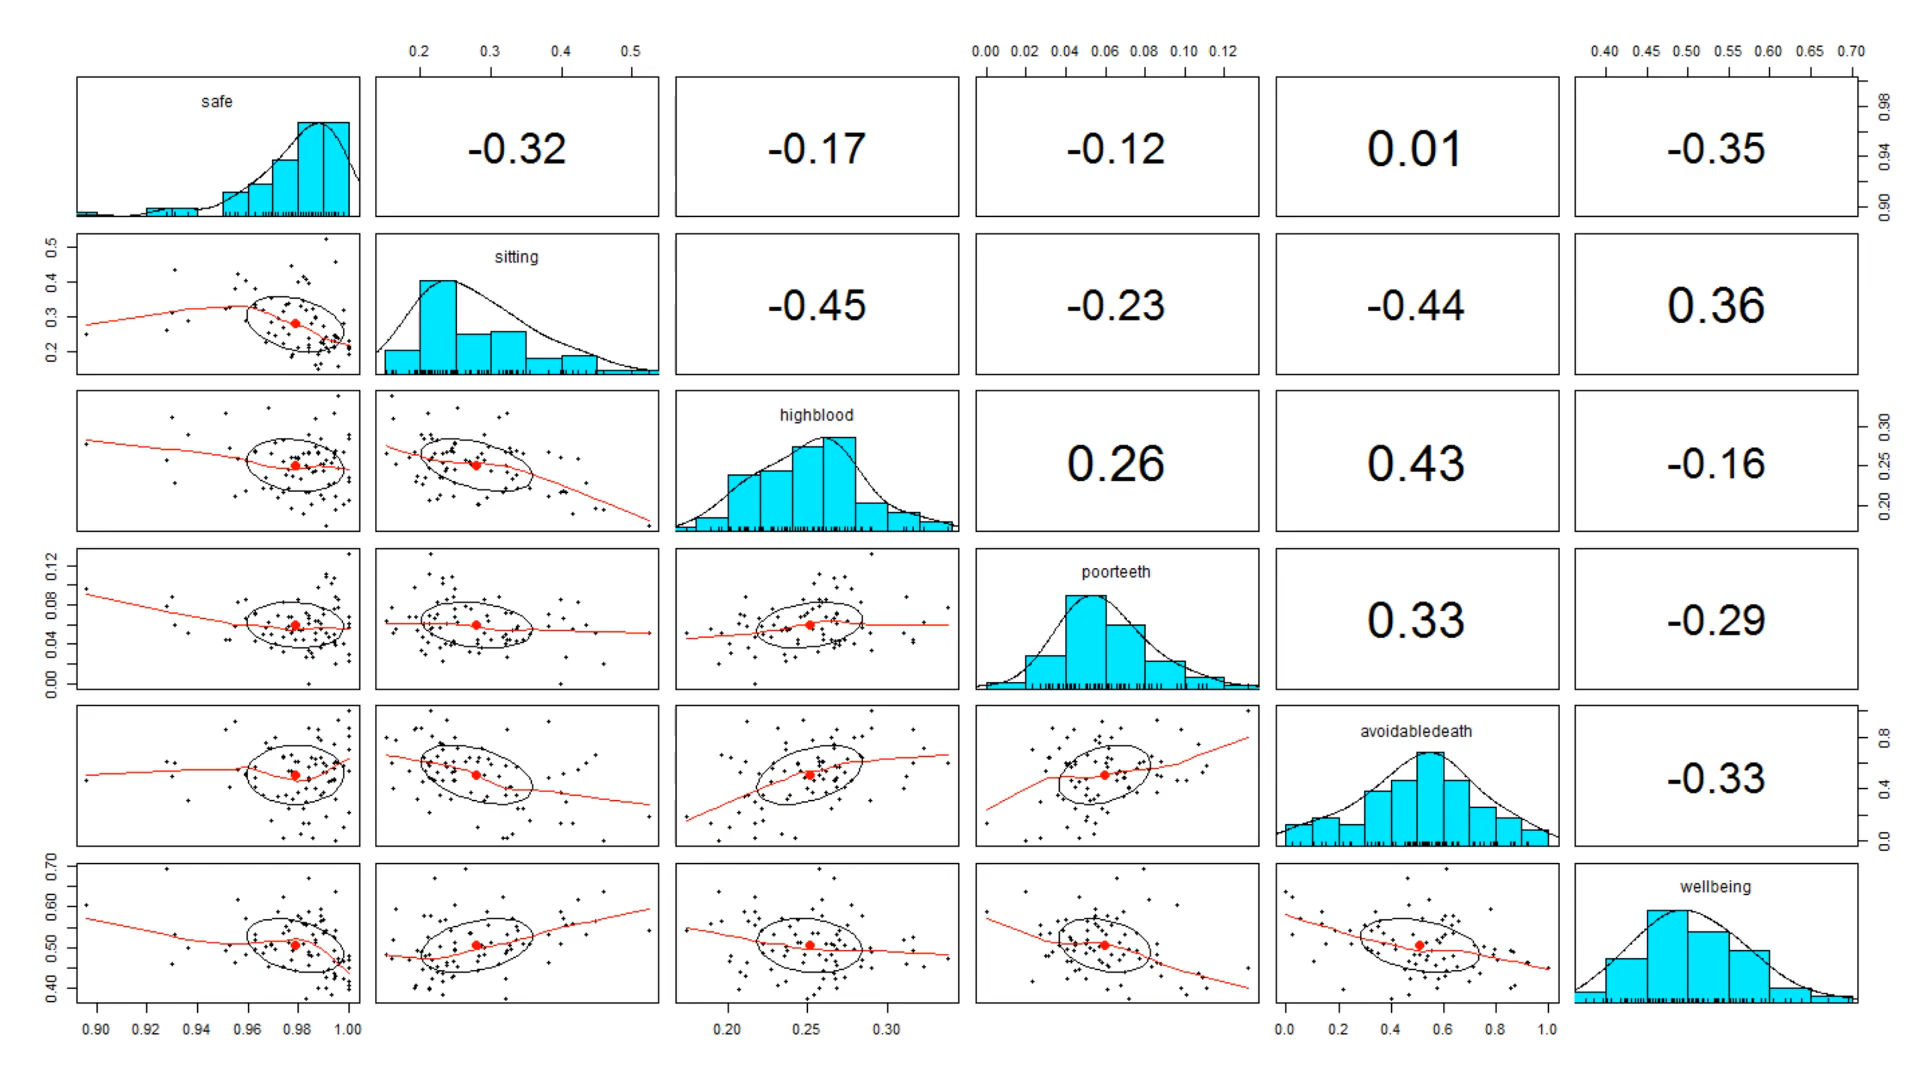 0.2 0.3 0.4 0.5 0.00 0.02 0.04 0.06 0.08 0.10 0.12 0.40 0.45 0.50 0.55 0.60 0.65 0.70
safe -0.32 -0.17 -0.12 0.01 -0.35 0.90 0.94 0.98
0.2 0.3 0.4 0.5 sitting -0.45 -0.23 -0.44 0.36
highblood 0.26 0.43 -0.16 0.20 0.25 0.30
0.00 0.04 0.08 0.12 poorteeth 0.33 -0.29
avoidabledeath -0.33 0.0 0.4 0.8
0.40 0.50 0.60 0.70 wellbeing
0.90 0.92 0.94 0.96 0.98 1.00 0.20 0.25 0.30 0.0 0.2 0.4 0.6 0.8 1.0